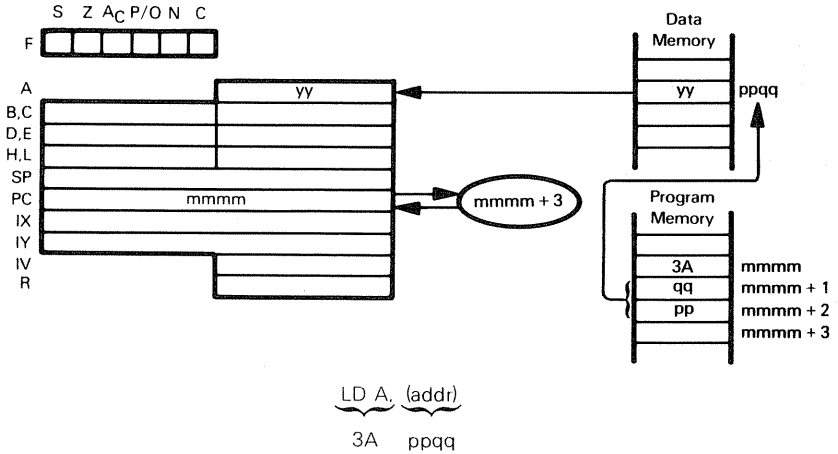 S Z AC P/O N C
F
Data
Memory
A
yy
yy
ppqq
B,C
D,E
H,L
SP
PC
mmmm
mmmm + 3
IX
IY
IV
R
Program
Memory
3A
mmmm
qq
mmmm + 1
pp
mmmm + 2
mmmm + 3
LD A, (addr)
3A ppqq